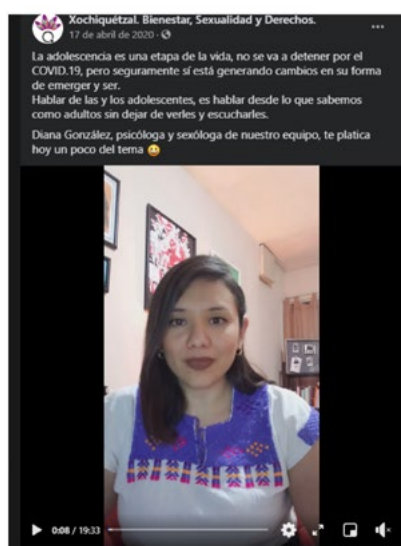 Xochiquétzal. Bienestar, Sexualidad y Derechos.
17 de abril de 2020 ·
La adolescencia es una etapa de la vida, no se va a detener por el
COVID.19, pero seguramente sí está generando cambios en su forma
de emerger y ser.
Hablar de las y los adolescentes, es hablar desde lo que sabemos
como adultos sin dejar de verles y escucharles.
Diana González, psicóloga y sexóloga de nuestro equipo, te platica
hoy un poco del tema
0:08 / 19:33